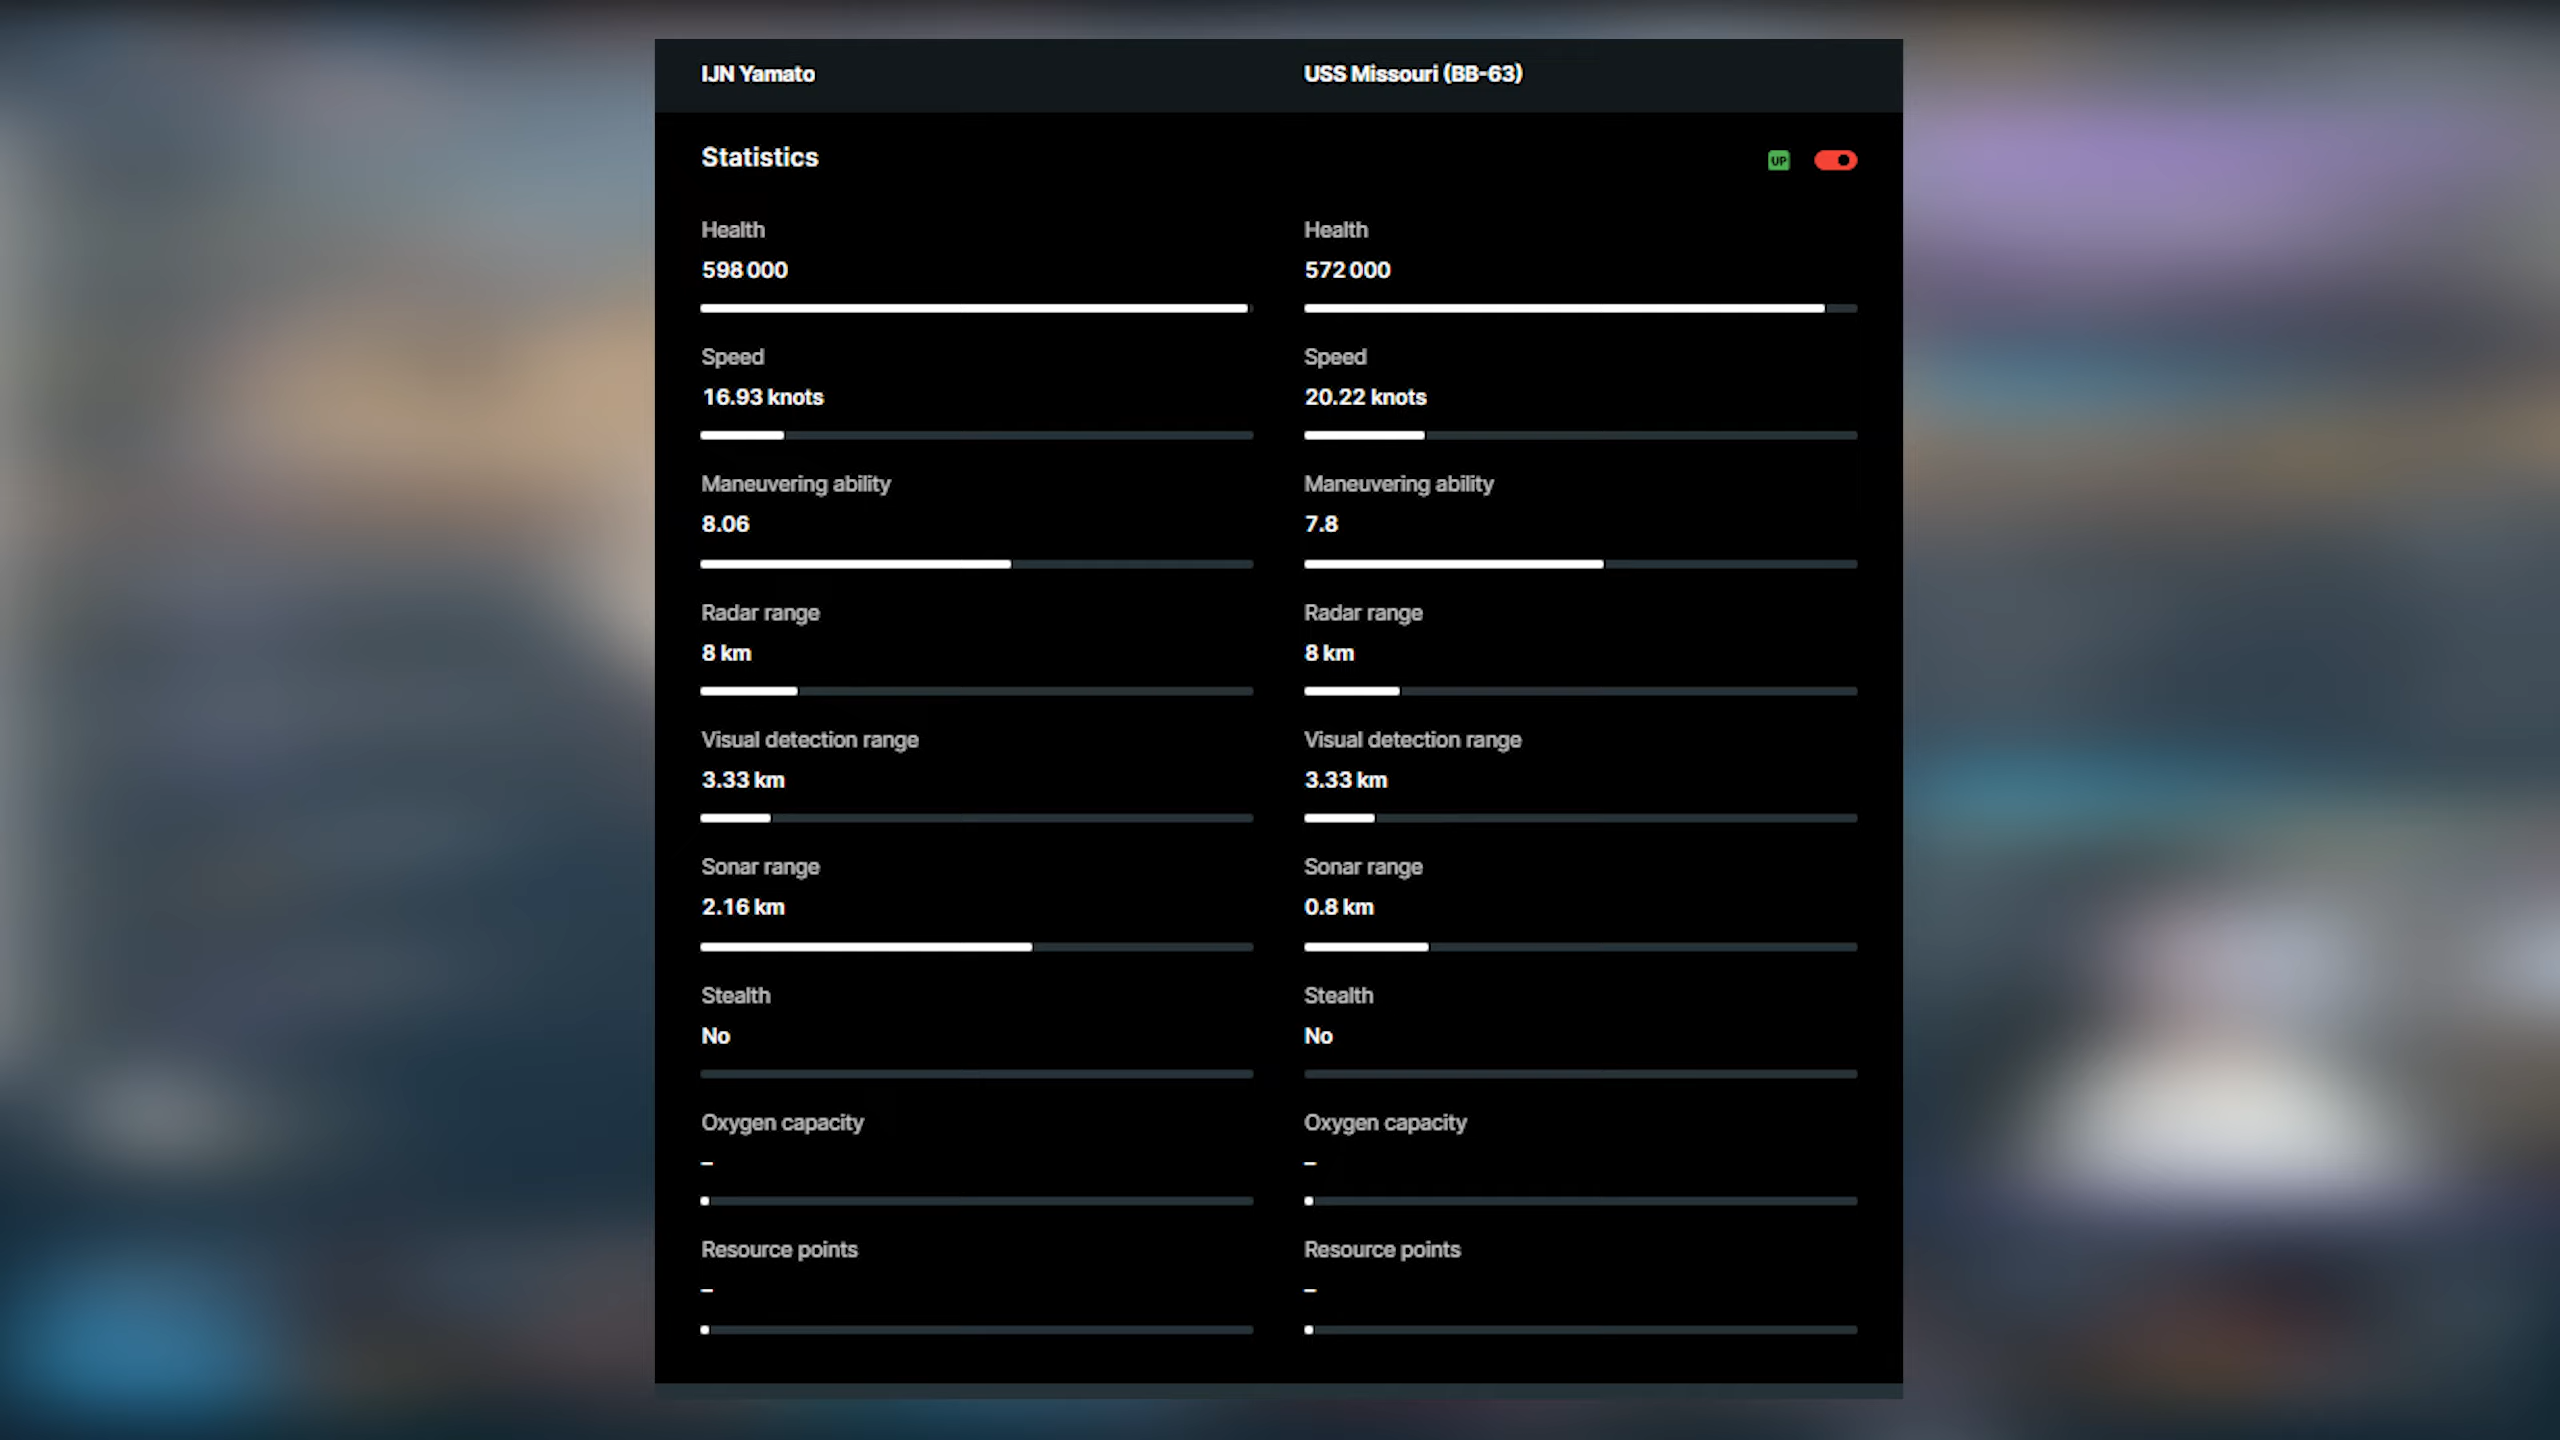 IJN Yamato USS Missouri (BB-63)
Statistics UP
Health Health
598 000 572 000
Speed Speed
16.93 knots 20.22 knots
Maneuvering ability Maneuvering ability
8.06 7.8
Radar range Radar range
8 km 8 km
Visual detection range Visual detection range
3.33 km 3.33 km
Sonar range Sonar range
2.16 km 0.8 km
Stealth Stealth
No No
Oxygen capacity Oxygen capacity
– –
Resource points Resource points
– –